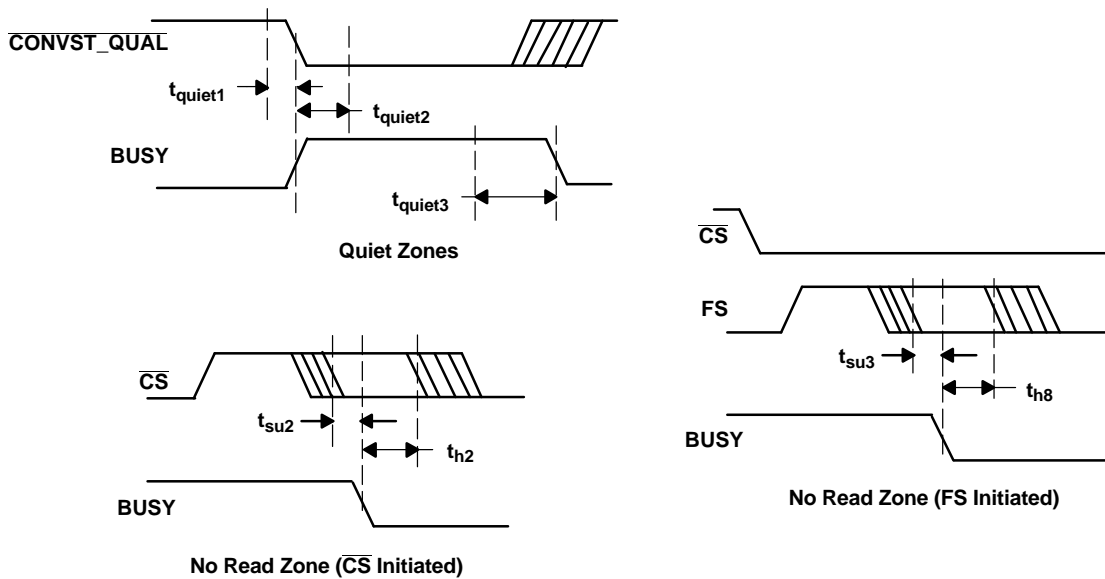 CONVST_QUAL
tquiet1
tquiet2
BUSY
tquiet3
Quiet Zones
CS
tsu2
th2
BUSY
No Read Zone (CS Initiated)
CS
FS
tsu3
th8
BUSY
No Read Zone (FS Initiated)